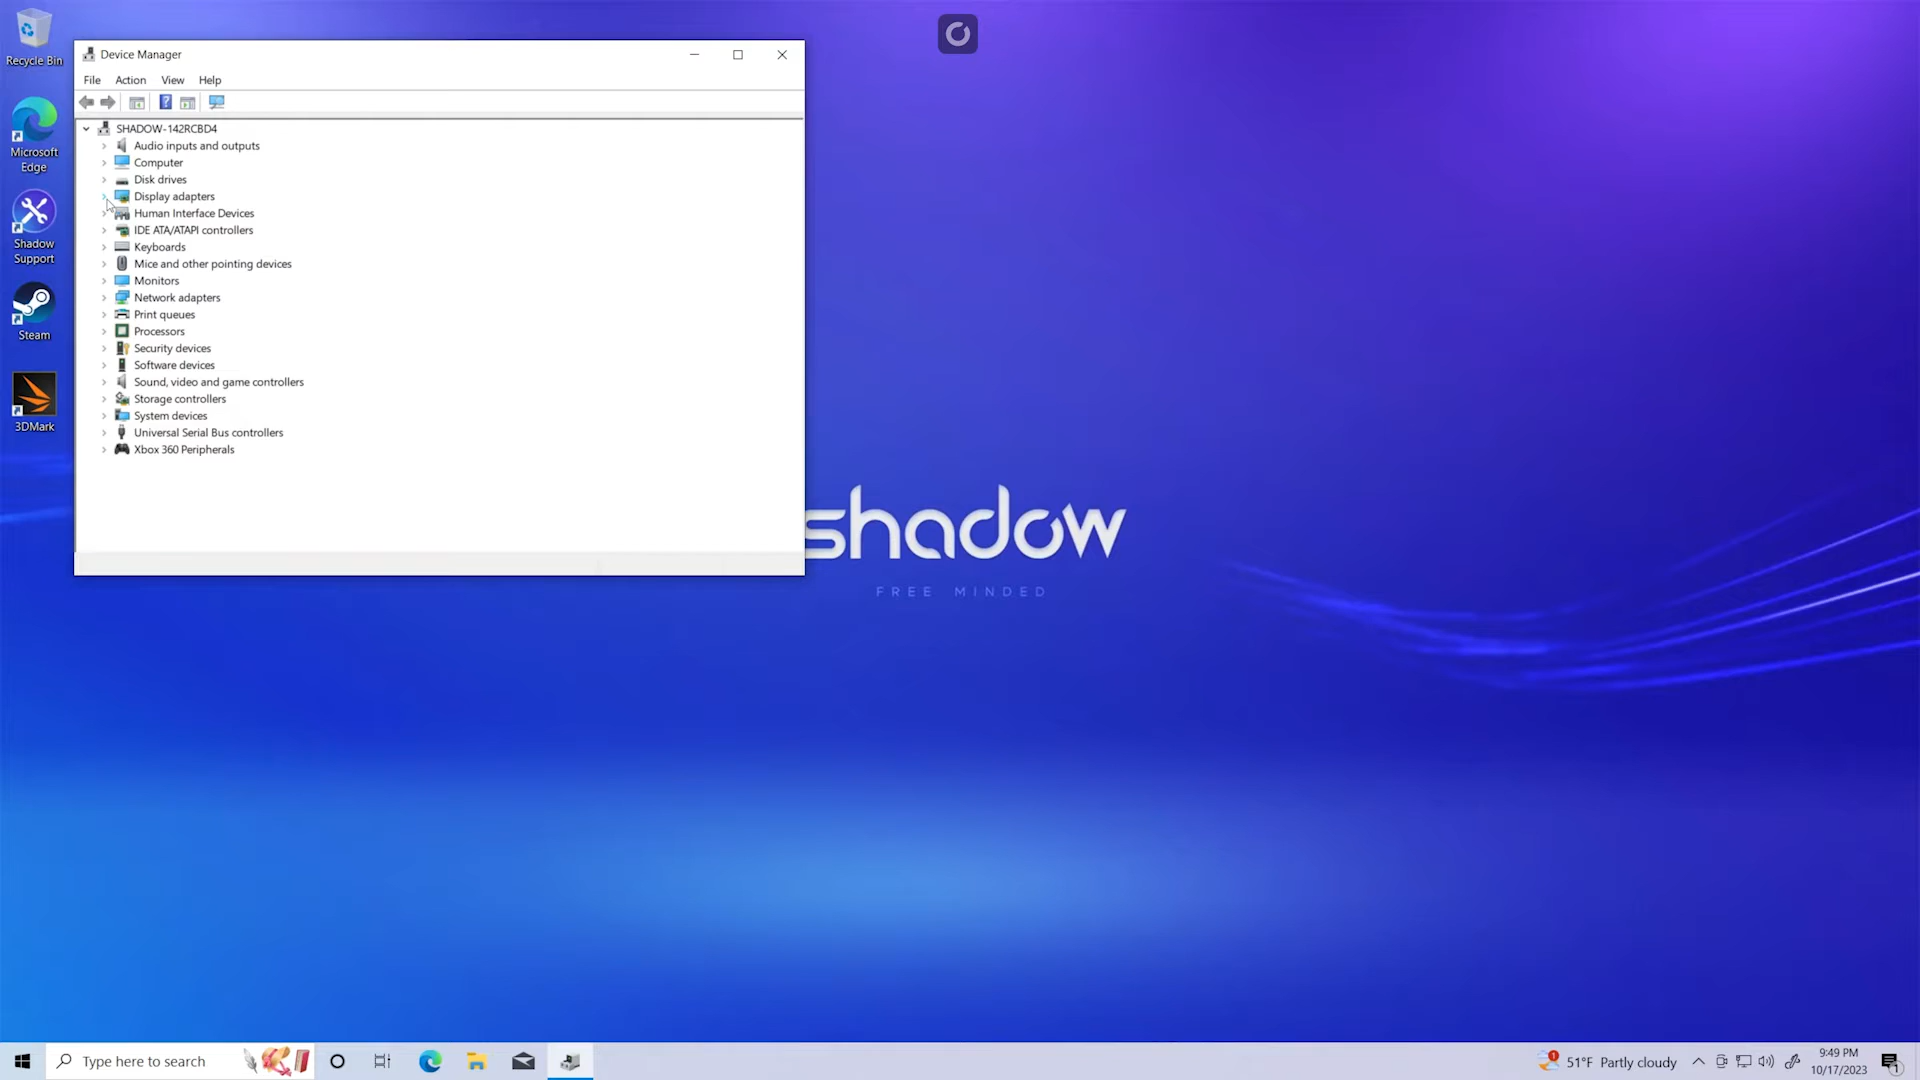 Recycle Bin
Microsoft
Edge
Shadow
Support
Steam
3DMark
Device Manager
File Action View Help
SHADOW-142RCBD4
Audio inputs and outputs
Computer
Disk drives
Display adapters
Human Interface Devices
IDE ATA/ATAPI controllers
Keyboards
Mice and other pointing devices
Monitors
Network adapters
Print queues
Processors
Security devices
Software devices
Sound, video and game controllers
Storage controllers
System devices
Universal Serial Bus controllers
Xbox 360 Peripherals
shadow
FREE MINDED
Type here to search
1
51°F Partly cloudy
9:49 PM
10/17/2023
1